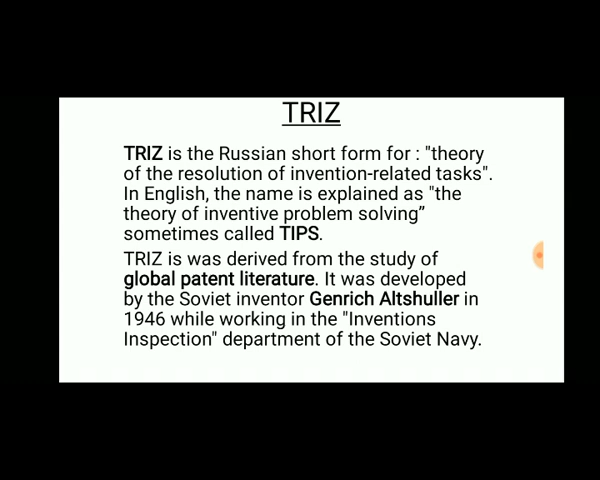 TRIZ
TRIZ is the Russian short form for : "theory
of the resolution of invention-related tasks".
In English, the name is explained as "the
theory of inventive problem solving”
sometimes called TIPS.
TRIZ is was derived from the study of
global patent literature. It was developed
by the Soviet inventor Genrich Altshuller in
1946 while working in the "Inventions
Inspection" department of the Soviet Navy.